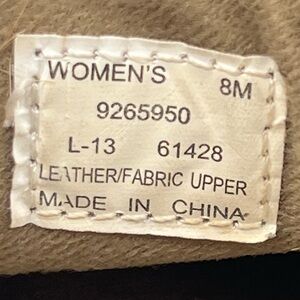 WOMEN'S 8M
9265950
L-13 61428
LEATHER/FABRIC UPPER
MADE IN CHINA